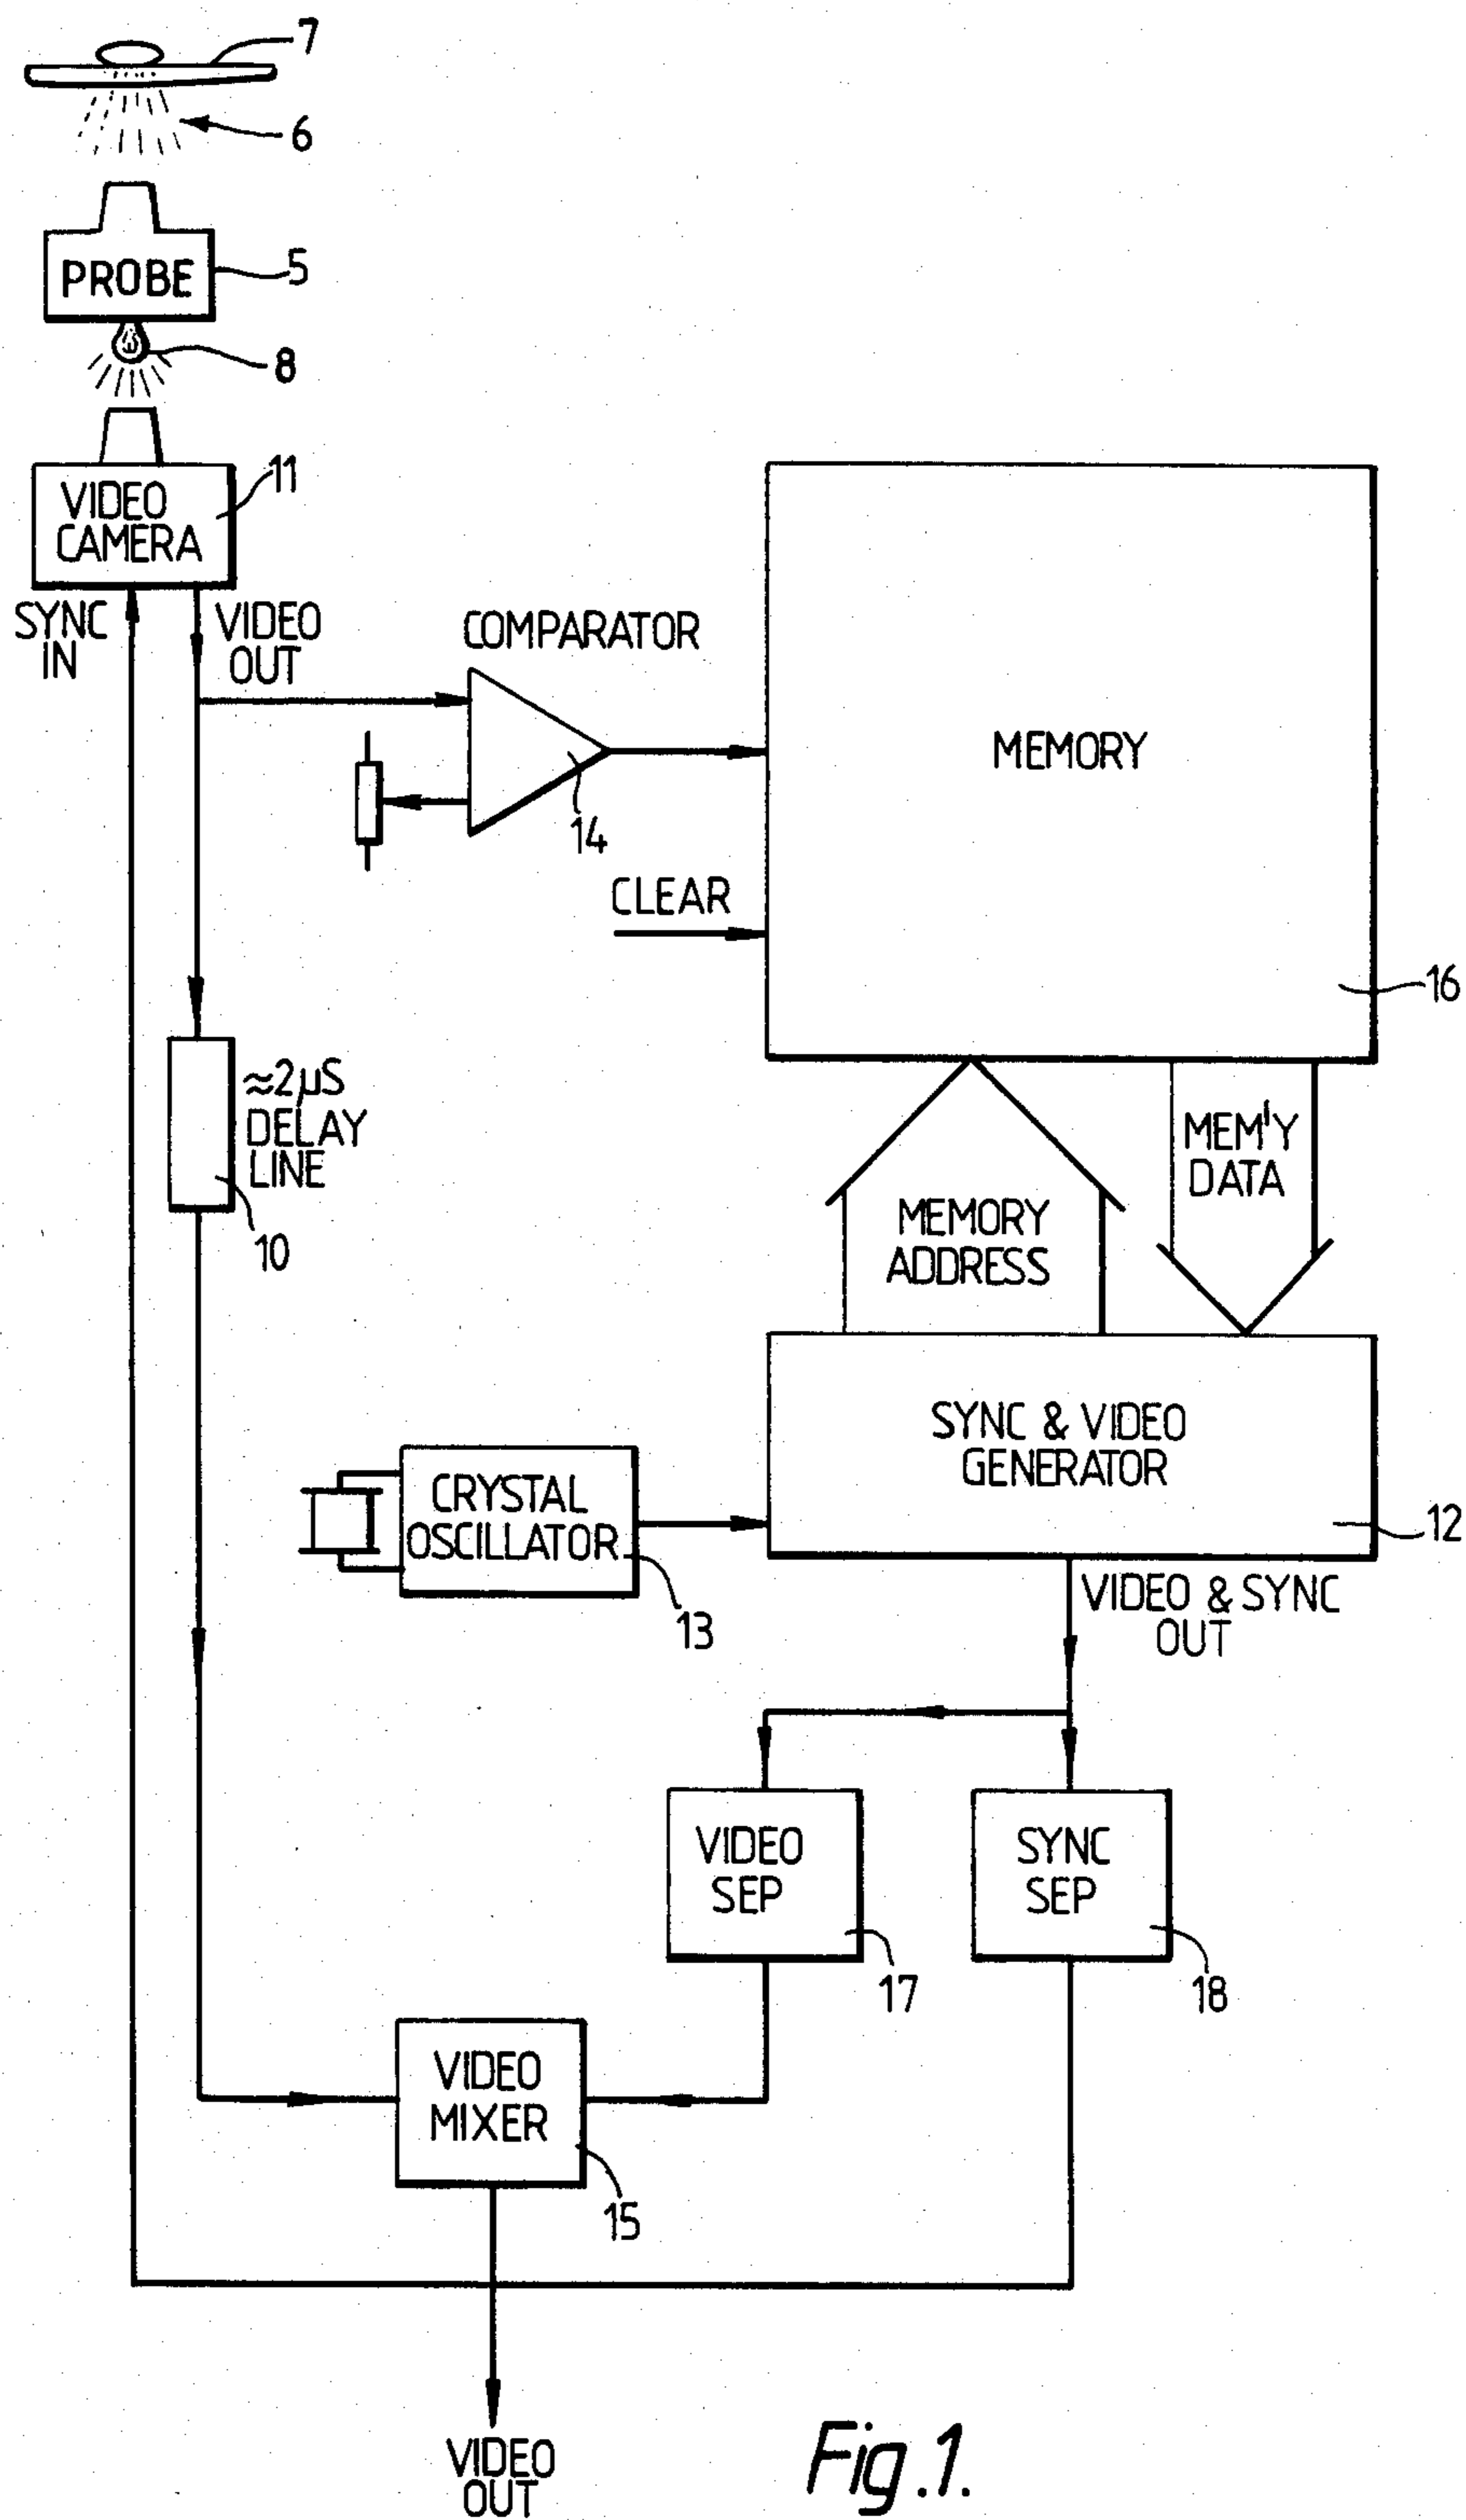 7
6
PROBE
5
8
11
VIDEO
CAMERA
SYNC
IN
VIDEO
OUT
COMPARATOR
MEMORY
14
CLEAR
16
≈2µS
DELAY
LINE
10
MEM'Y
DATA
MEMORY
ADDRESS
SYNC & VIDEO
GENERATOR
CRYSTAL
OSCILLATOR
12
13
VIDEO & SYNC
OUT
VIDEO
SEP
SYNC
SEP
17
18
VIDEO
MIXER
15
VIDEO
OUT
Fig.1.